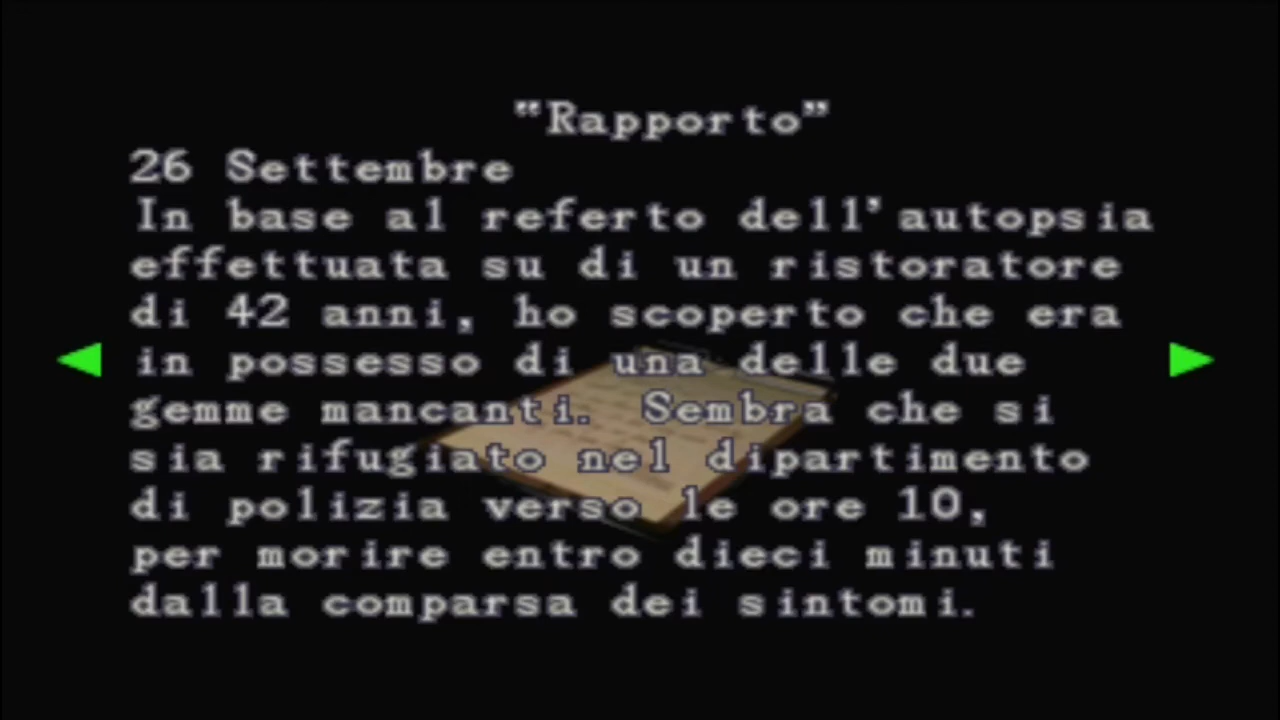 "Rapporto"
26 Settembre
In base al referto dell'autopsia
effettuata su di un ristoratore
di 42 anni, ho scoperto che era
in possesso di una delle due
gemme mancanti. Sembra che si
sia rifugiato nel dipartimento
di polizia verso le ore 10,
per morire entro dieci minuti
dalla comparsa dei sintomi.